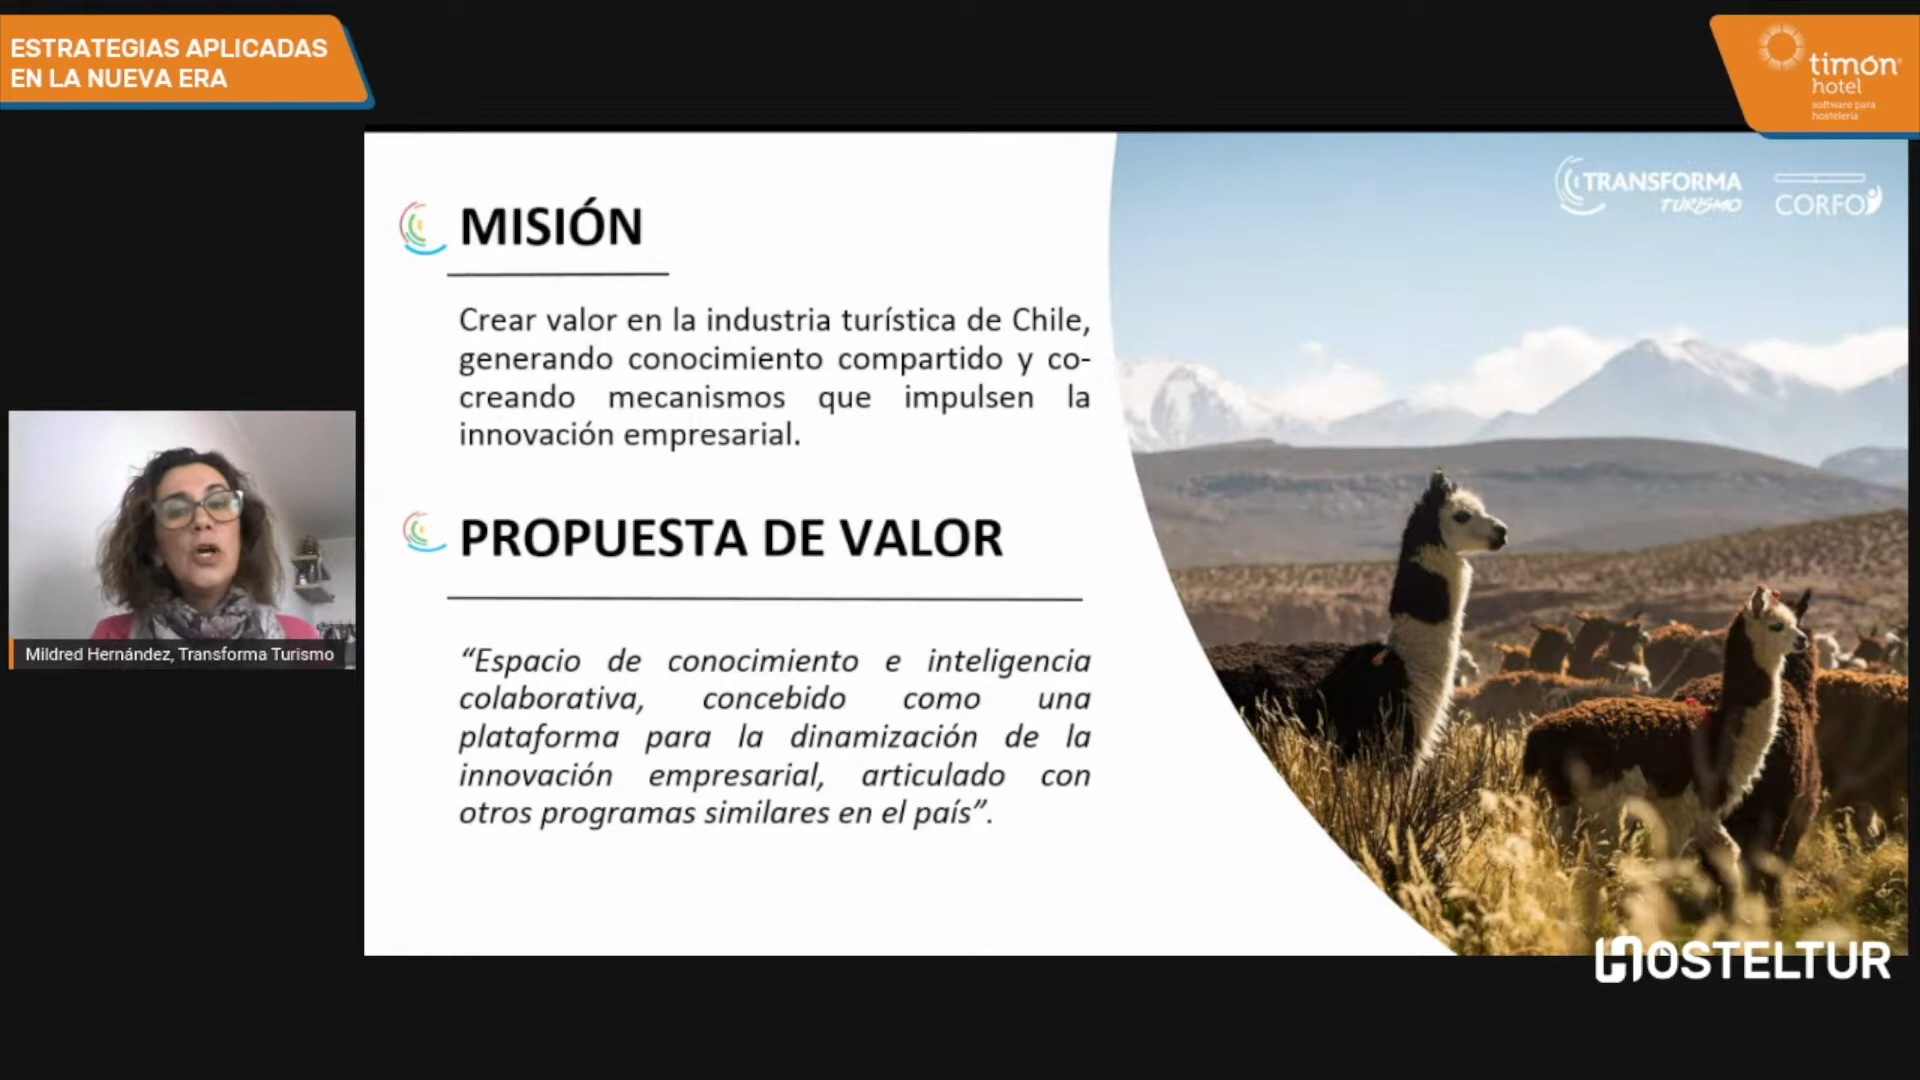 ESTRATEGIAS APLICADAS
EN LA NUEVA ERA
timón
hotel
software para
hostelería
TRANSFORMA
TURISMO
CORFO
MISIÓN
Crear valor en la industria turística de Chile,
generando conocimiento compartido y co-
creando mecanismos que impulsen la
innovación empresarial.
PROPUESTA DE VALOR
“Espacio de conocimiento e inteligencia
colaborativa, concebido como una
plataforma para la dinamización de la
innovación empresarial, articulado con
otros programas similares en el país”.
Mildred Hernández, Transforma Turismo
HOSTELTUR